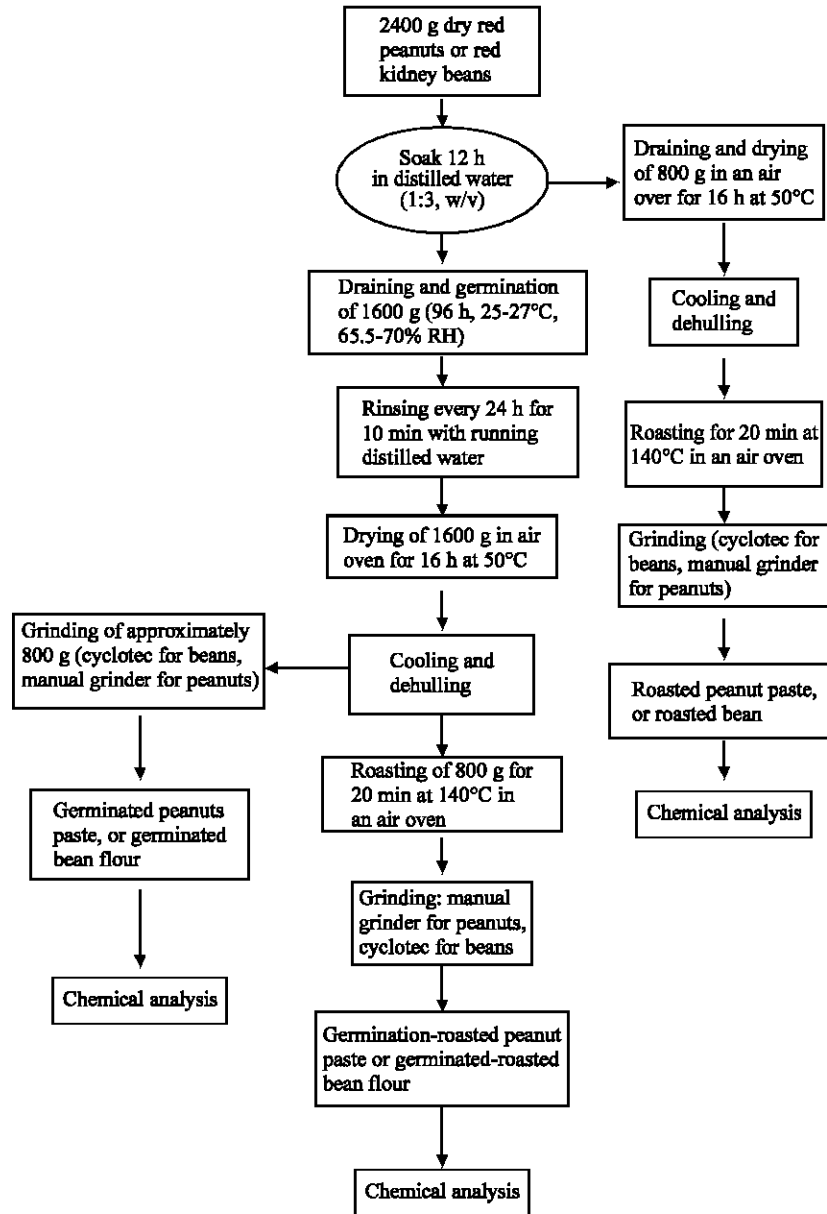 2400 g dry red
peanuts or red
kidney beans
Soak 12 h
in distilled water
(1:3, w/v)
Draining and drying
of 800 g in an air
over for 16 h at 50°C
Draining and germination
of 1600 g (96 h, 25-27°C,
65.5-70% RH)
Cooling and
dehulling
Rinsing every 24 h for
10 min with running
distilled water
Roasting for 20 min at
140°C in an air oven
Drying of 1600 g in air
oven for 16 h at 50°C
Grinding (cyclotec for
beans, manual grinder
for peanuts)
Grinding of approximately
800 g (cyclotec for beans,
manual grinder for peanuts)
Cooling and
dehulling
Roasted peanut paste,
or roasted bean
Roasting of 800 g for
20 min at 140°C in
an air oven
Germinated peanuts
paste, or germinated
bean flour
Chemical analysis
Grinding: manual
grinder for peanuts,
cyclotec for beans
Chemical analysis
Germination-roasted peanut
paste or germinated-roasted
bean flour
Chemical analysis